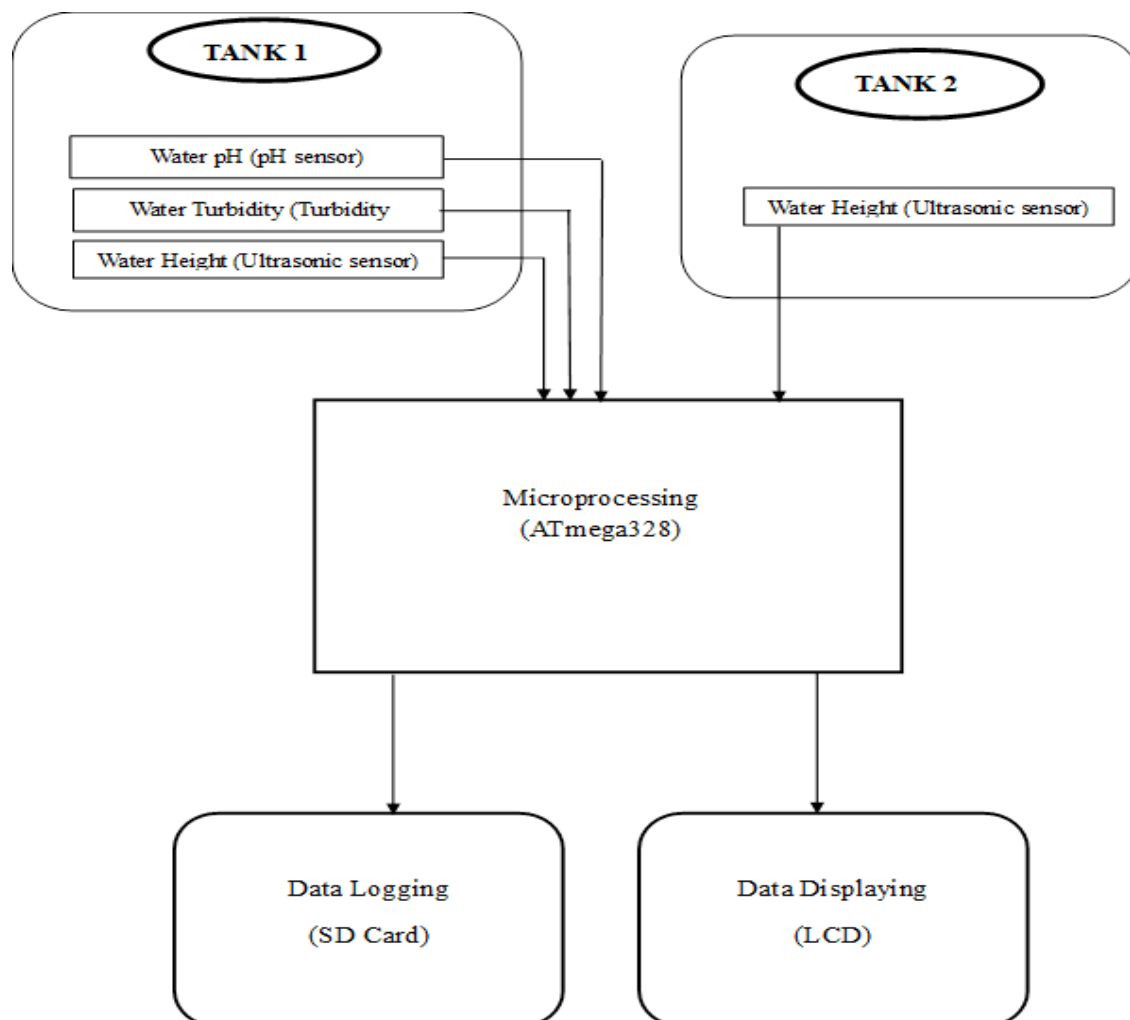 TANK 1
Water pH (pH sensor)
Water Turbidity (Turbidity
Water Height (Ultrasonic sensor)
TANK 2
Water Height (Ultrasonic sensor)
Microprocessing
(ATmega328)
Data Logging
(SD Card)
Data Displaying
(LCD)